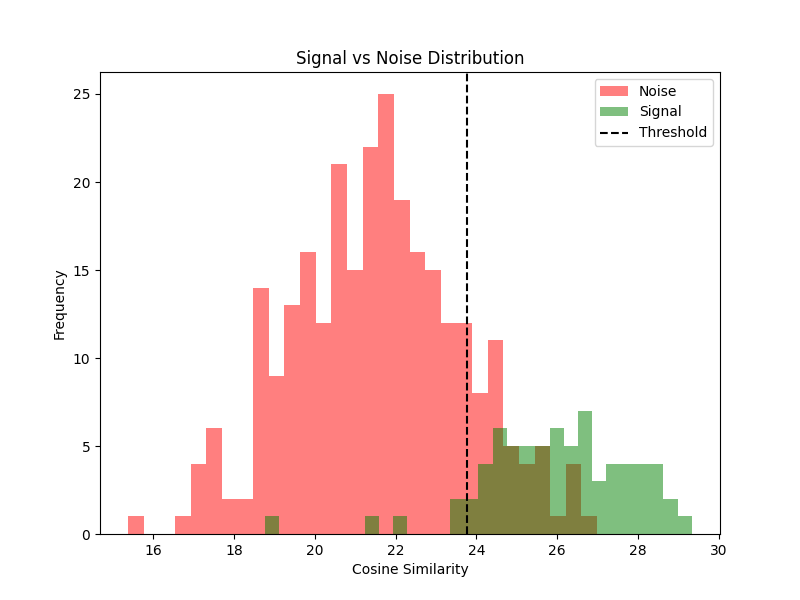 Signal vs Noise Distribution
Noise
Signal
Threshold
Frequency
25
20
15
10
5
0
16 18 20 22 24 26 28 30
Cosine Similarity